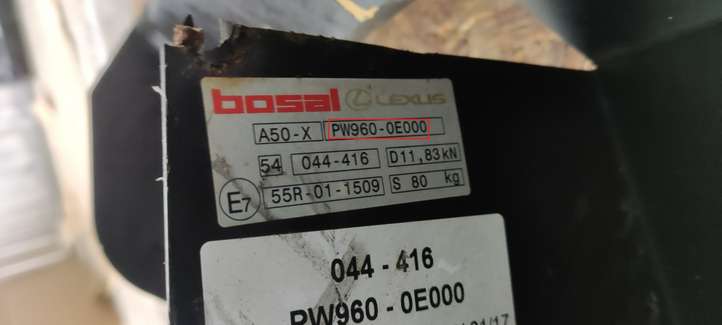 bosal LEXUS
A50-X PW960-0E000
54 044-416 D11,83kN
E7 55R-01-1509 S 80 kg
044-416
PW960-0E000